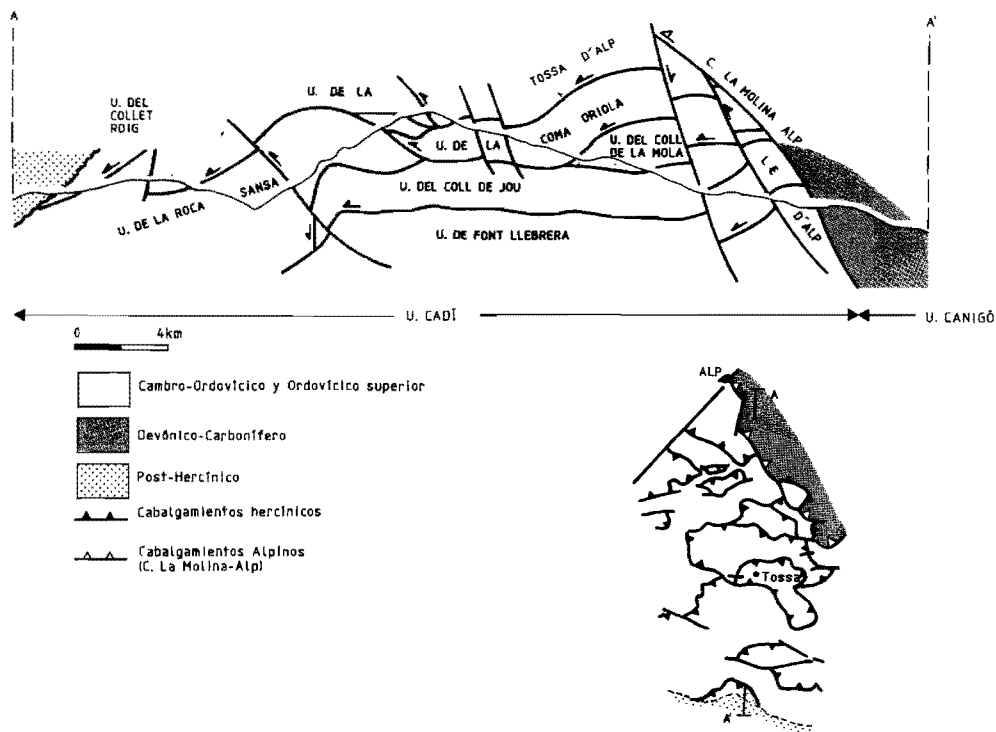 A
A'
U. DEL
COLLET
ROIG
U. DE LA
TOSSA D'ALP
C. LA MOLINA ALP
U. DE LA
COMA ORIOLA
U. DEL COLL
DE LA MOLA
SANSA
U. DE LA ROCA
U. DEL COLL DE JOU
U. DE FONT LLEBRERA
D'ALP
U. CADÍ
U. CANIGÓ
0 4km
Cambro-Ordovícico y Ordovícico superior
Devónico-Carbonífero
Post-Hercínico
Cabalgamientos hercínicos
Cabalgamientos Alpinos
(C. La Molina-Alp)
ALP
A
Tossa
A'